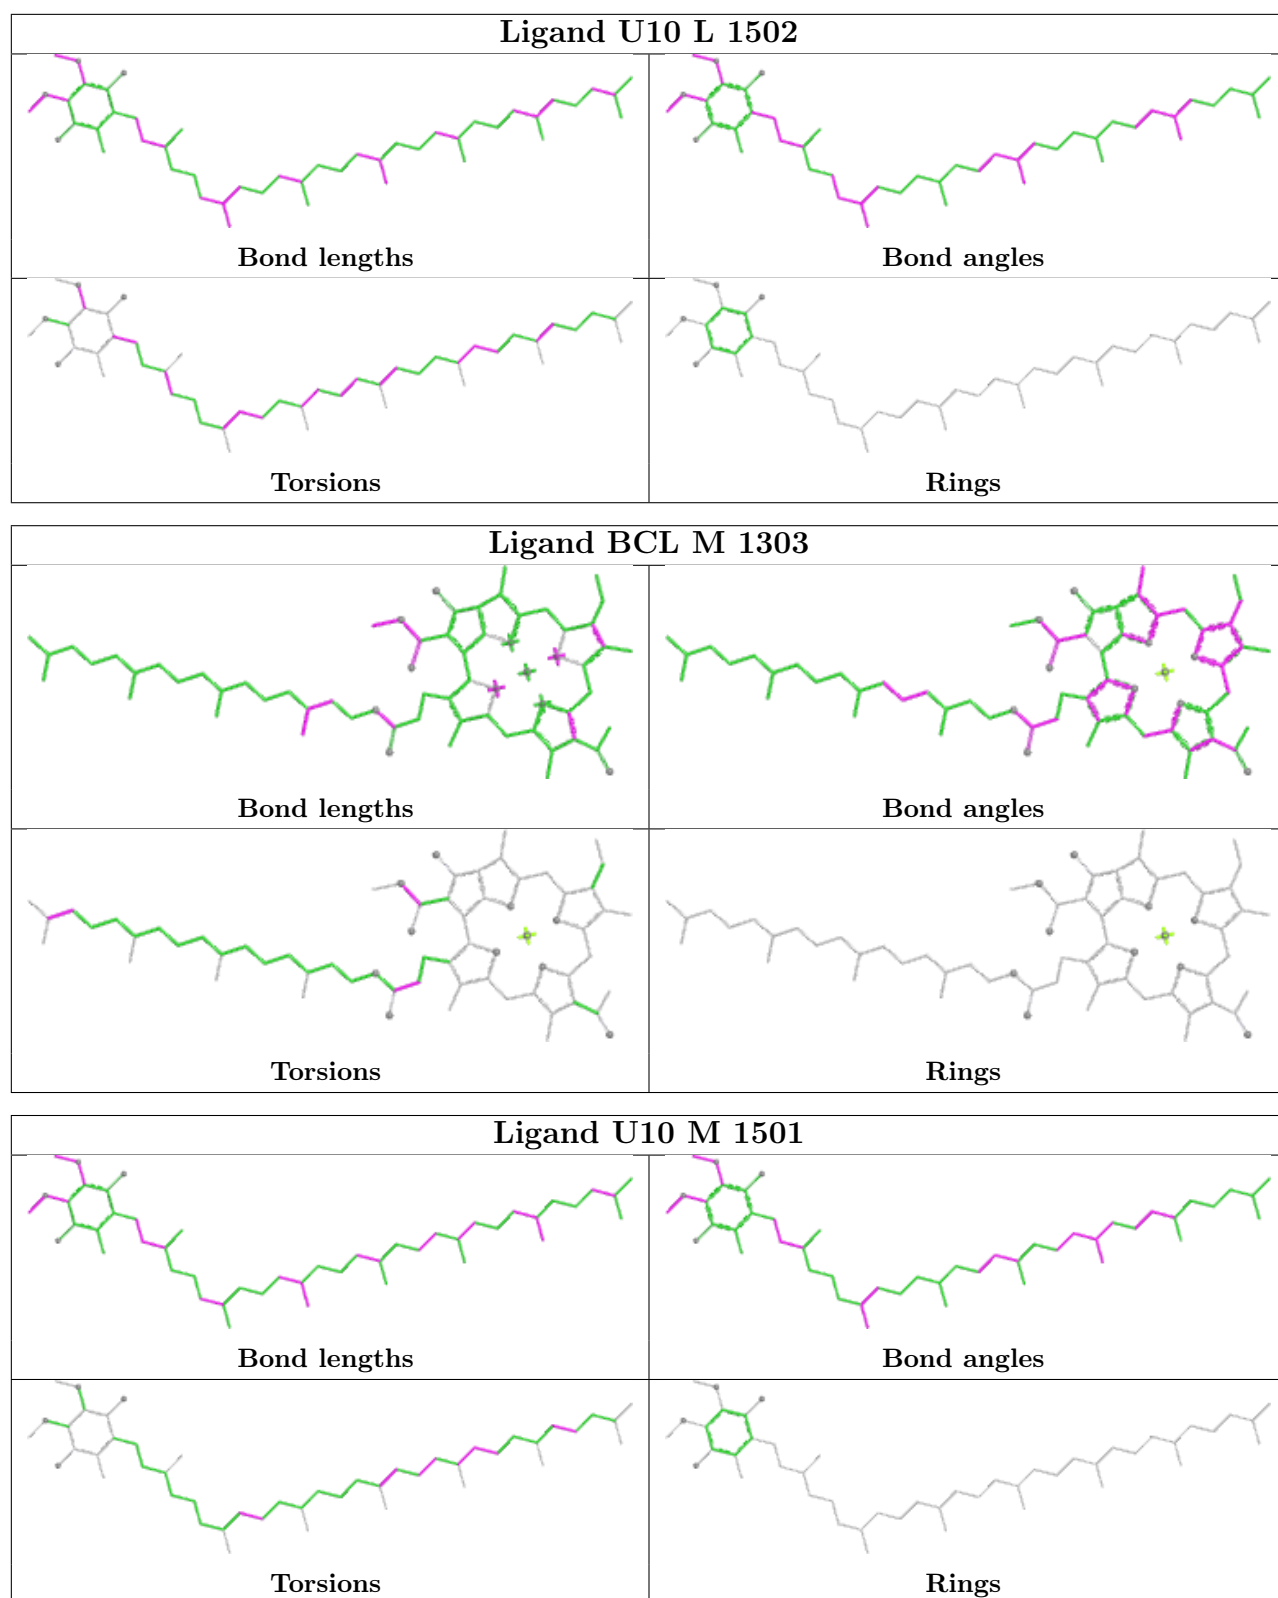 Ligand U10 L 1502
Bond lengths
Bond angles
Torsions
Rings
Ligand BCL M 1303
Bond lengths
Bond angles
Torsions
Rings
Ligand U10 M 1501
Bond lengths
Bond angles
Torsions
Rings